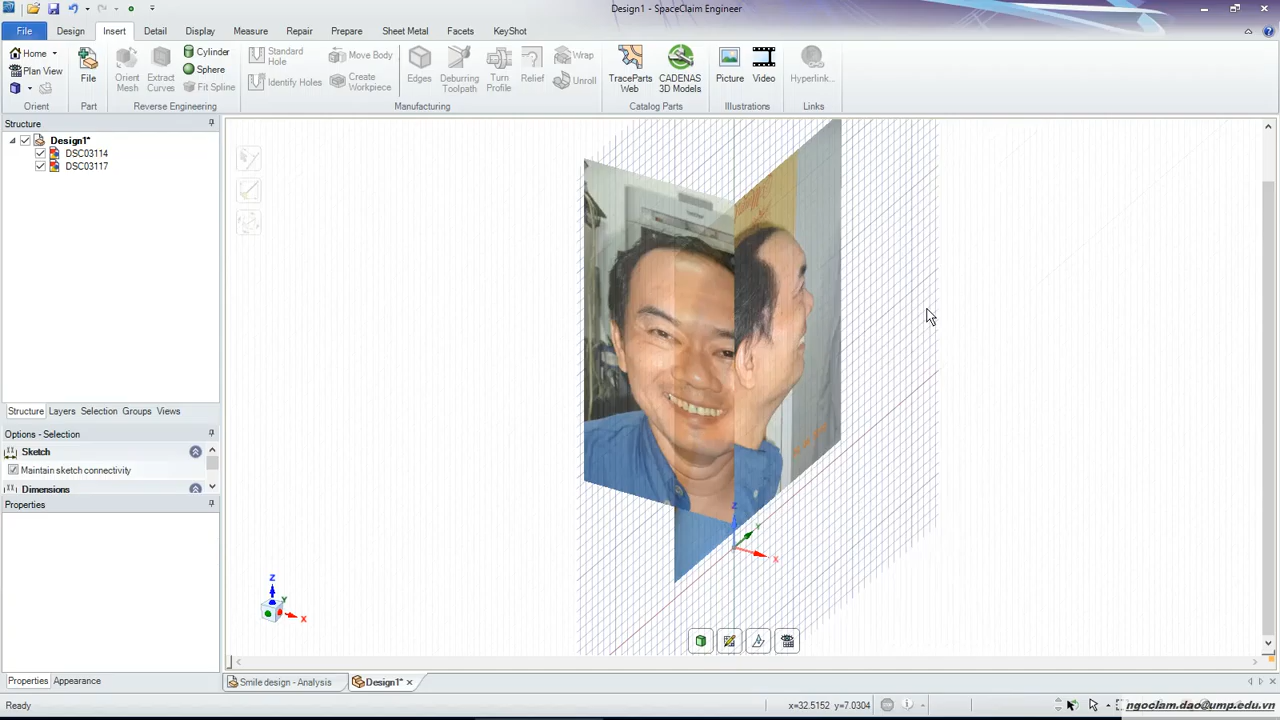 Design1 - SpaceClaim Engineer
File Design Insert Detail Display Measure Repair Prepare Sheet Metal Facets KeyShot
Home
Plan View
Orient
File
Part
Orient Mesh
Extract Curves
Cylinder
Sphere
Fit Spline
Reverse Engineering
Standard Hole
Identify Holes
Move Body
Create Workpiece
Edges
Deburring Toolpath
Turn Profile
Relief
Wrap
Unroll
Manufacturing
TraceParts Web
CADENAS 3D Models
Catalog Parts
Picture
Video
Illustrations
Hyperlink...
Links
Structure
Design1*
DSC03114
DSC03117
Structure Layers Selection Groups Views
Options - Selection
Sketch
Maintain sketch connectivity
Dimensions
Properties
Z
Y
X
Z
Y
X
Properties Appearance
Smile design - Analysis
Design1*
Ready
x=32.5152 y=7.0304
ngoclam.dao@ump.edu.vn